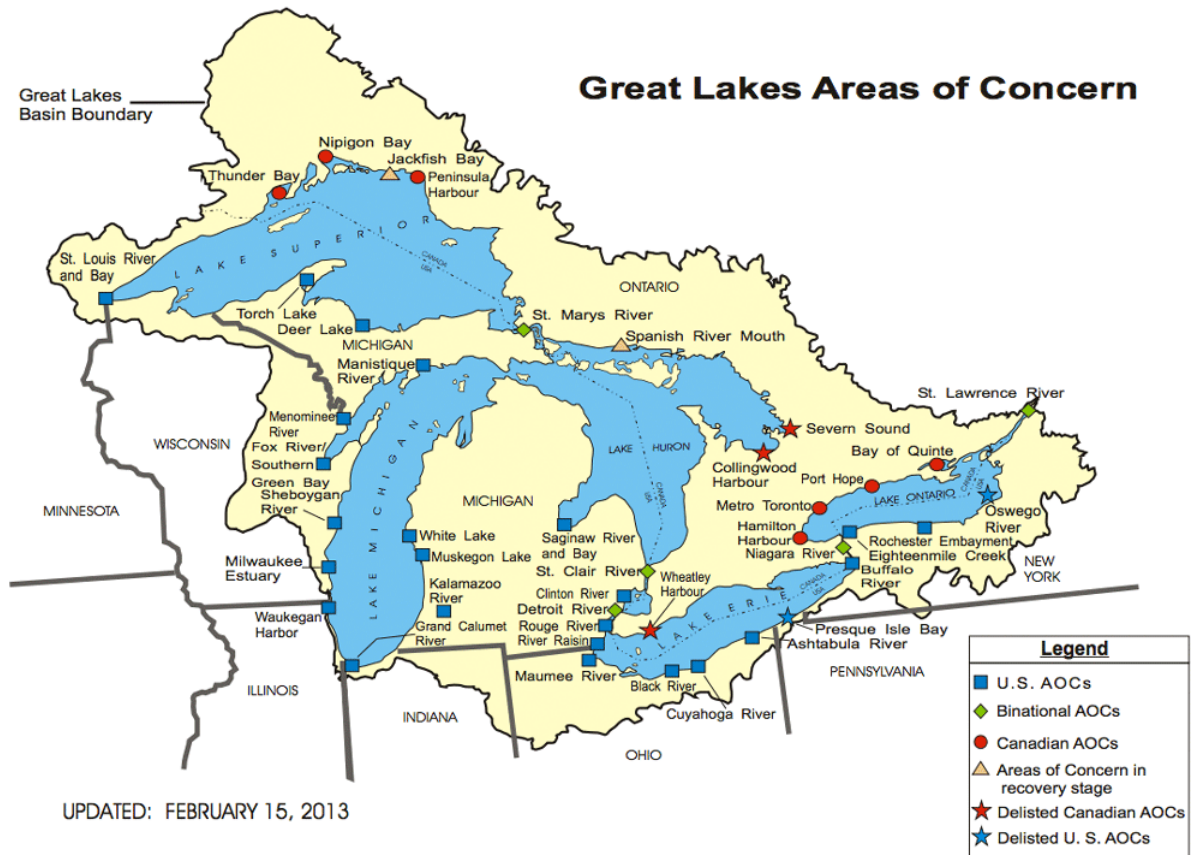 Great Lakes Areas of Concern
Great Lakes
Basin Boundary
Nipigon Bay
Jackfish Bay
Thunder Bay
Peninsula
Harbour
St. Louis River
and Bay
LAKE SUPERIOR
CANADA
USA
ONTARIO
Torch Lake
Deer Lake
St. Marys River
MICHIGAN
Spanish River Mouth
Manistique
River
St. Lawrence River
Menominee
River
Severn Sound
WISCONSIN
Fox River/
Southern
Green Bay
LAKE HURON
CANADA
USA
Bay of Quinte
Collingwood
Harbour
Port Hope
CANADA
USA
LAKE MICHIGAN
MICHIGAN
Sheboygan
River
LAKE ONTARIO
Metro Toronto
Oswego
River
MINNESOTA
Hamilton
Harbour
White Lake
Saginaw River
and Bay
Rochester Embayment
Niagara River
Eighteenmile Creek
Muskegon Lake
Milwaukee
Estuary
St. Clair River
Wheatley
Harbour
Buffalo
River
NEW
YORK
Kalamazoo
River
Clinton River
CANADA
USA
Detroit River
LAKE ERIE
Waukegan
Harbor
Grand Calumet
River
Rouge River
River Raisin
Presque Isle Bay
Ashtabula River
Maumee River
PENNSYLVANIA
Black River
ILLINOIS
INDIANA
Cuyahoga River
OHIO
Legend
U.S. AOCs
Binational AOCs
Canadian AOCs
Areas of Concern in
recovery stage
Delisted Canadian AOCs
Delisted U. S. AOCs
UPDATED: FEBRUARY 15, 2013